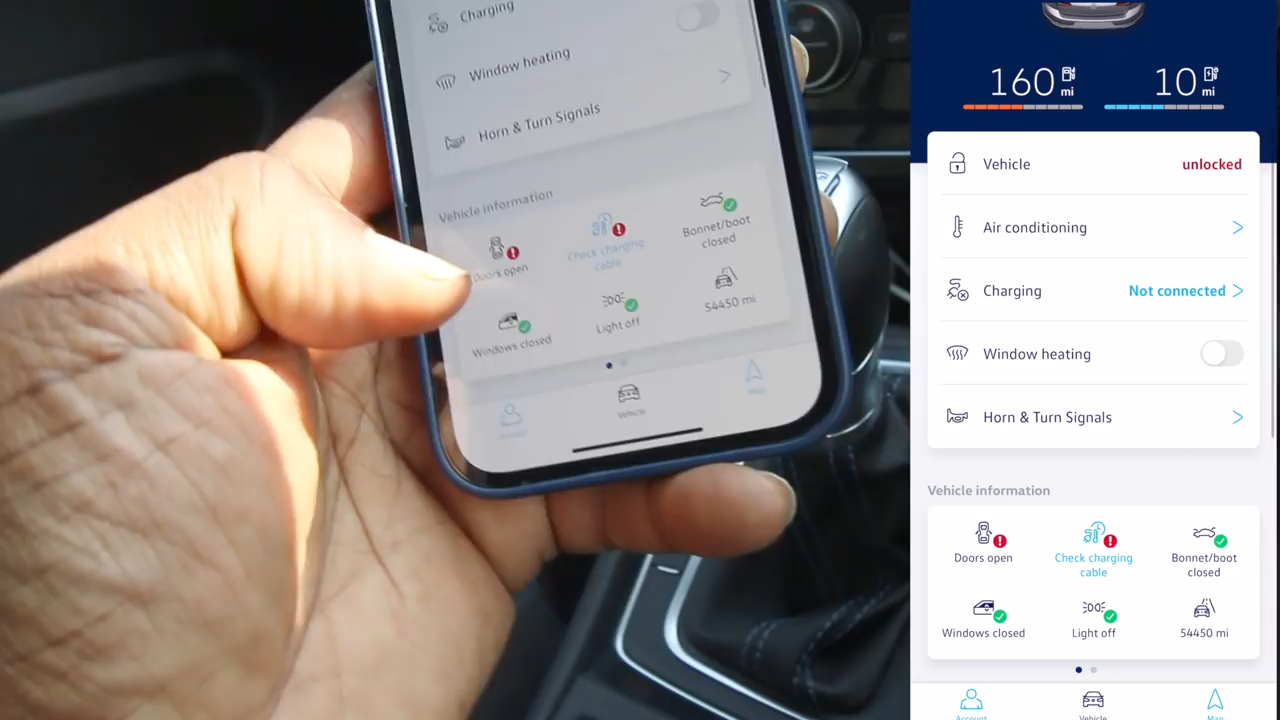 Charging
Window heating
Horn & Turn Signals
Vehicle information
Doors open
Check charging
cable
Bonnet/boot
closed
Windows closed
Light off
54450 mi
Vehicle
160 mi
10 mi
Vehicle
unlocked
Air conditioning
Charging
Not connected
Window heating
Horn & Turn Signals
Vehicle information
Doors open
Check charging
cable
Bonnet/boot
closed
Windows closed
Light off
54450 mi
Account
Vehicle
Map